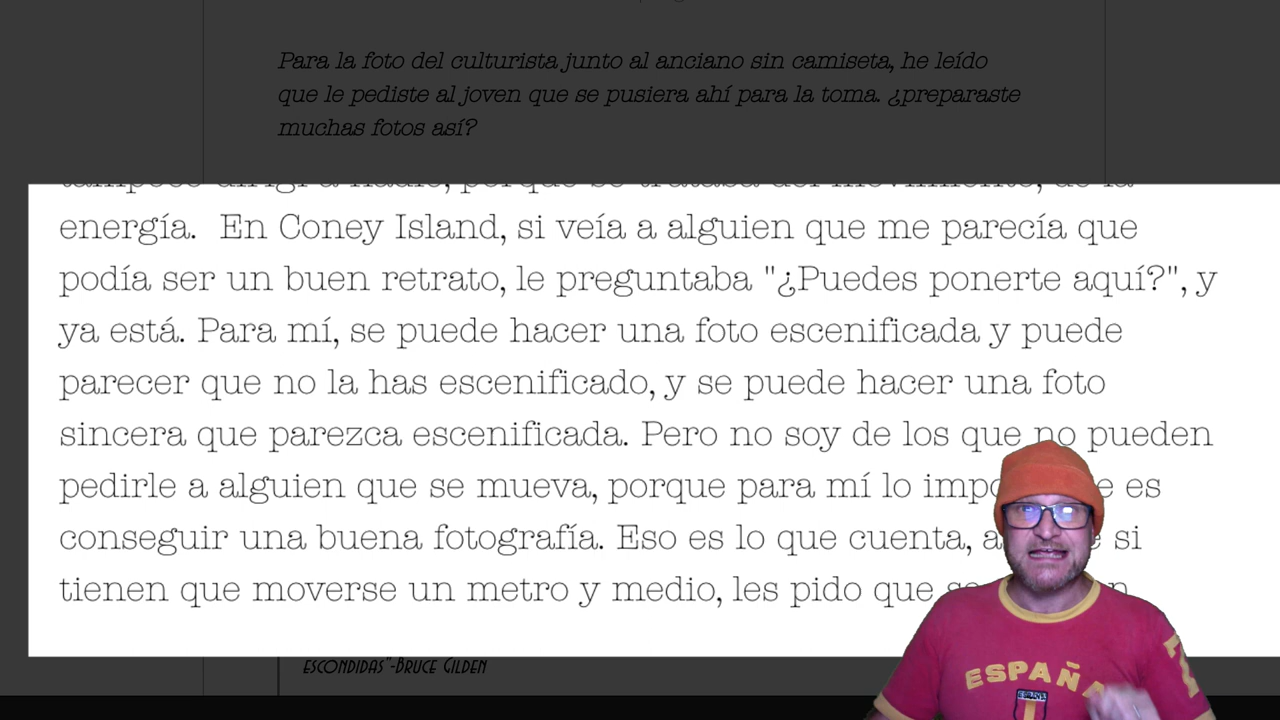 Para la foto del culturista junto al anciano sin camiseta, he leído
que le pediste al joven que se pusiera ahí para la toma. ¿preparaste
muchas fotos así?
energía. En Coney Island, si veía a alguien que me parecía que
podía ser un buen retrato, le preguntaba "¿Puedes ponerte aquí?", y
ya está. Para mí, se puede hacer una foto escenificada y puede
parecer que no la has escenificado, y se puede hacer una foto
sincera que parezca escenificada. Pero no soy de los que no pueden
pedirle a alguien que se mueva, porque para mí lo es
conseguir una buena fotografía. Eso es lo que cuenta, si
tienen que moverse un metro y medio, les pido que
ESCONDIDAS"-BRUCE GILDEN
ESPAÑA